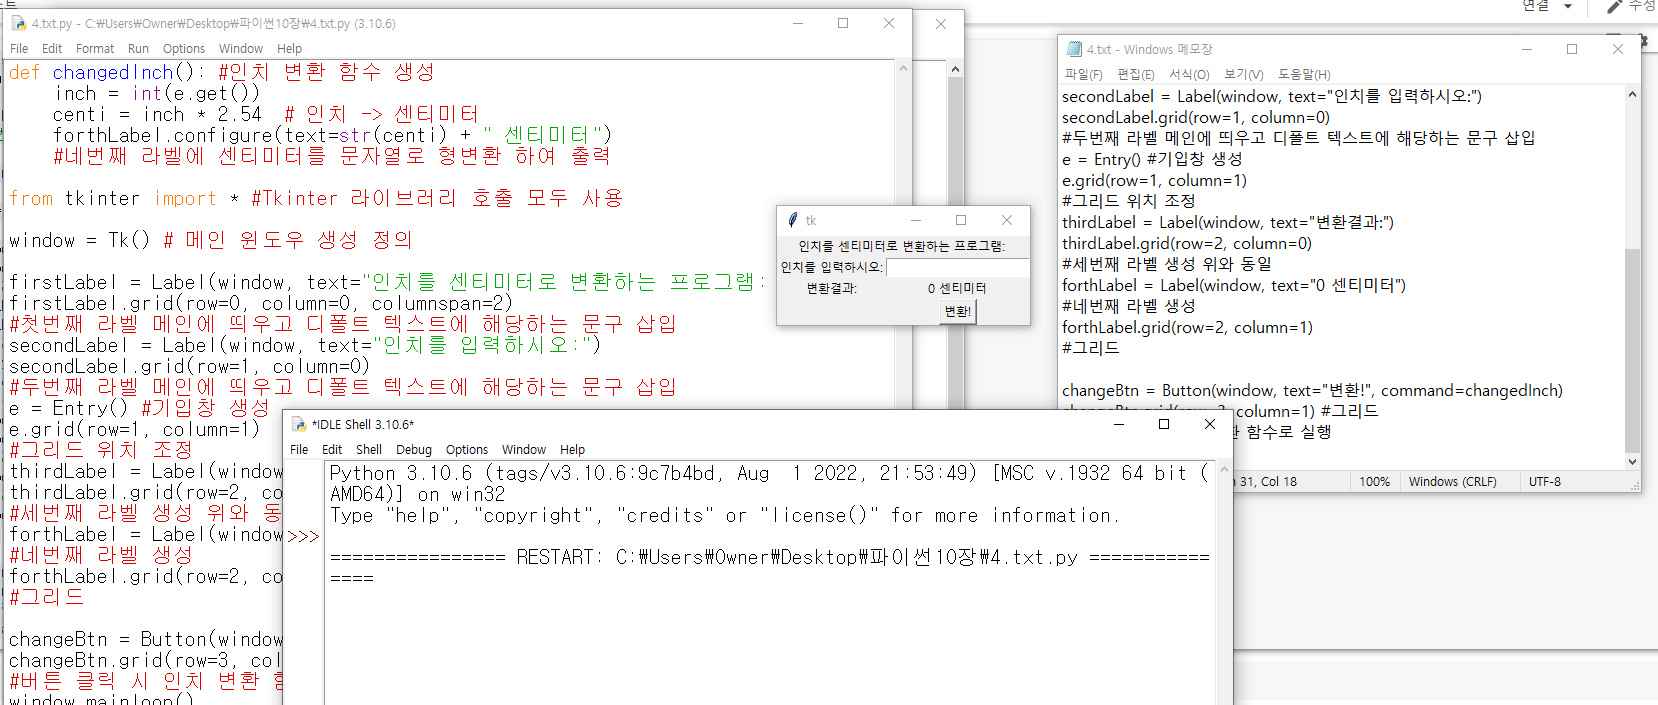 연결
수정
4.txt.py - C:₩Users₩Owner₩Desktop₩파이썬10장₩4.txt.py (3.10.6)
File Edit Format Run Options Window Help
def changedInch(): #인치 변환 함수 생성
inch = int(e.get())
centi = inch * 2.54 # 인치 -> 센티미터
forthLabel.configure(text=str(centi) + " 센티미터")
#네번째 라벨에 센티미터를 문자열로 형변환 하여 출력
from tkinter import * #Tkinter 라이브러리 호출 모두 사용
window = Tk() # 메인 윈도우 생성 정의
firstLabel = Label(window, text="인치를 센티미터로 변환하는 프로그램:
firstLabel.grid(row=0, column=0, columnspan=2)
#첫번째 라벨 메인에 띄우고 디폴트 텍스트에 해당하는 문구 삽입
secondLabel = Label(window, text="인치를 입력하시오:")
secondLabel.grid(row=1, column=0)
#두번째 라벨 메인에 띄우고 디폴트 텍스트에 해당하는 문구 삽입
e = Entry() #기입창 생성
e.grid(row=1, column=1)
#그리드 위치 조정
thirdLabel = Label(window
thirdLabel.grid(row=2, co
#세번째 라벨 생성 위와 동
forthLabel = Label(window
#네번째 라벨 생성
forthLabel.grid(row=2, co
#그리드
changeBtn = Button(window
changeBtn.grid(row=3, col
#버튼 클릭 시 인치 변환 함
window.mainloop()
tk
인치를 센티미터로 변환하는 프로그램:
인치를 입력하시오:
변환결과: 0 센티미터
변환!
*IDLE Shell 3.10.6*
File Edit Shell Debug Options Window Help
Python 3.10.6 (tags/v3.10.6:9c7b4bd, Aug 1 2022, 21:53:49) [MSC v.1932 64 bit (
AMD64)] on win32
Type "help", "copyright", "credits" or "license()" for more information.
>>>
================ RESTART: C:₩Users₩Owner₩Desktop₩파이썬10장₩4.txt.py ===========
====
4.txt - Windows 메모장
파일(F) 편집(E) 서식(O) 보기(V) 도움말(H)
secondLabel = Label(window, text="인치를 입력하시오:")
secondLabel.grid(row=1, column=0)
#두번째 라벨 메인에 띄우고 디폴트 텍스트에 해당하는 문구 삽입
e = Entry() #기입창 생성
e.grid(row=1, column=1)
#그리드 위치 조정
thirdLabel = Label(window, text="변환결과:")
thirdLabel.grid(row=2, column=0)
#세번째 라벨 생성 위와 동일
forthLabel = Label(window, text="0 센티미터")
#네번째 라벨 생성
forthLabel.grid(row=2, column=1)
#그리드
changeBtn = Button(window, text="변환!", command=changedInch)
column=1) #그리드
함수로 실행
31, Col 18 100% Windows (CRLF) UTF-8